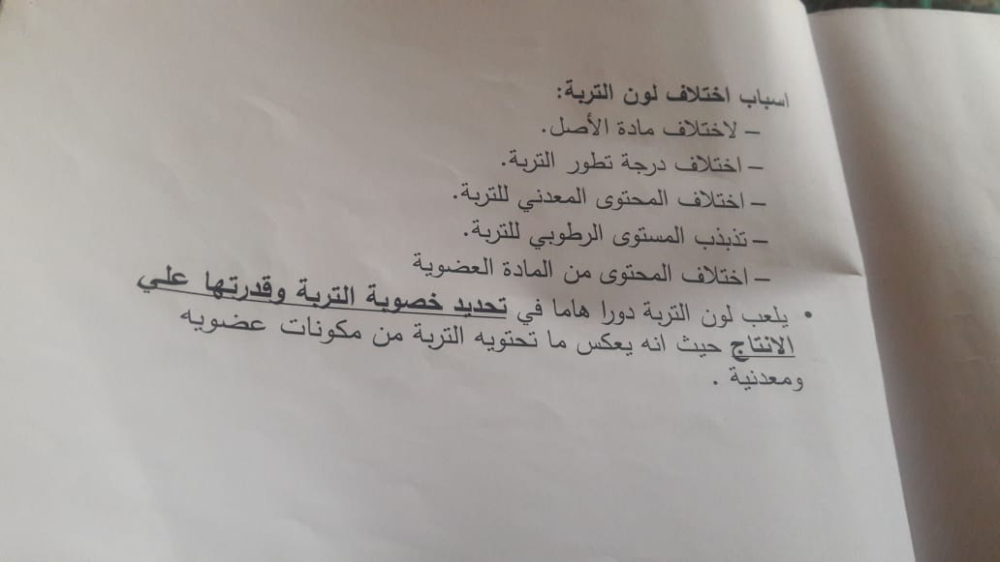 اسباب اختلاف لون التربة:
– لاختلاف مادة الأصل.
– اختلاف درجة تطور التربة.
– اختلاف المحتوى المعدني للتربة.
– تذبذب المستوى الرطوبي للتربة.
– اختلاف المحتوى من المادة العضوية
• يلعب لون التربة دورا هاما في تحديد خصوبة التربة وقدرتها علي
الانتاج حيث انه يعكس ما تحتويه التربة من مكونات عضويه
ومعدنية .